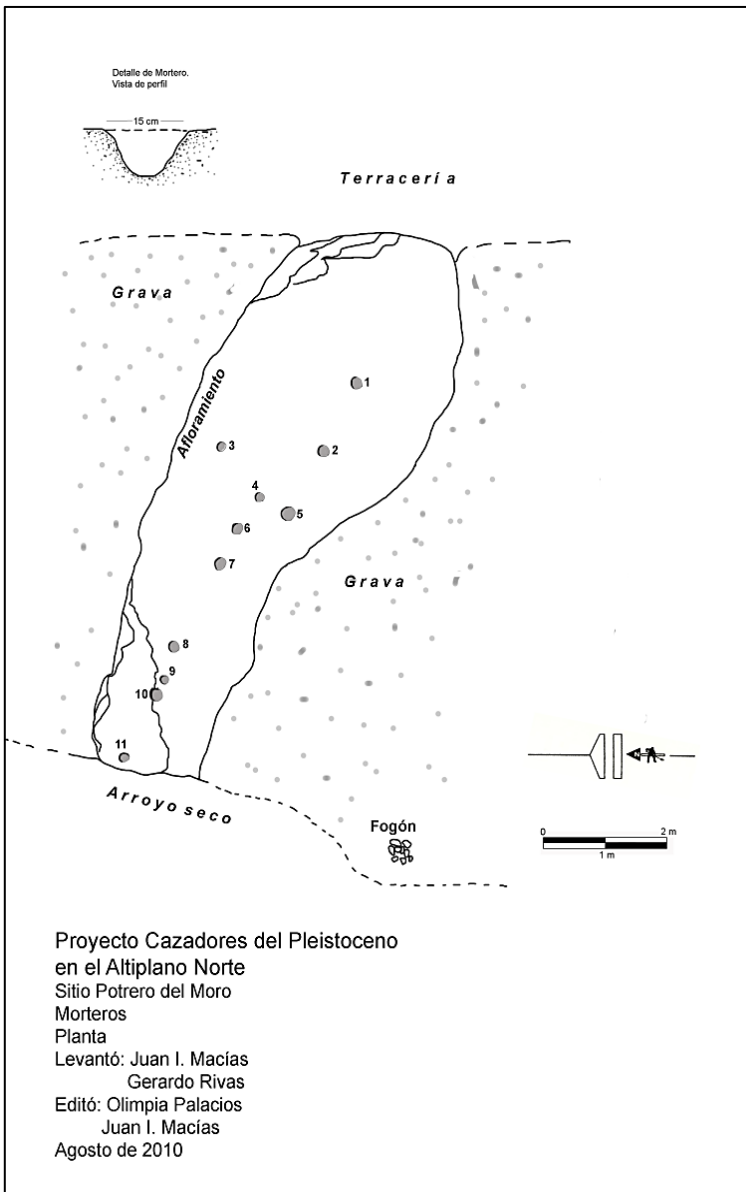 Detalle de Mortero.
Vista de perfil
15 cm
Terracería
Grava
Afloramiento
1
2
3
4
5
6
7
Grava
8
9
10
11
Arroyo seco
Fogón
N
0 2 m
1 m
Proyecto Cazadores del Pleistoceno
en el Altiplano Norte
Sitio Potrero del Moro
Morteros
Planta
Levantó: Juan I. Macías
Gerardo Rivas
Editó: Olimpia Palacios
Juan I. Macías
Agosto de 2010